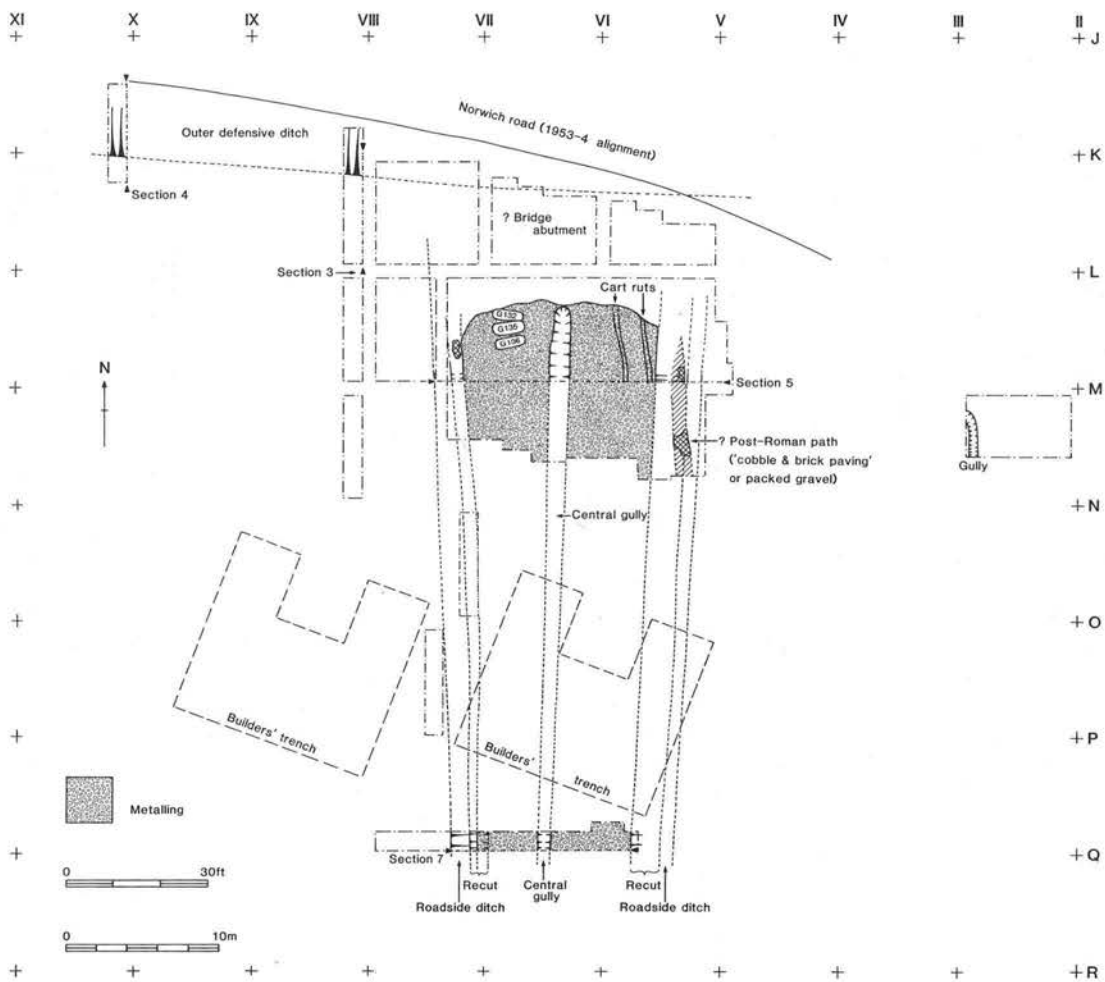 XI X IX VIII VII VI V IV III II
J
Norwich road (1953-4 alignment)
Outer defensive ditch
K
Section 4
? Bridge
abutment
Section 3
L
Cart ruts
G132
G135
G136
N
Section 5
M
? Post-Roman path
('cobble & brick paving'
or packed gravel)
Gully
Central gully
N
O
Builders' trench
Builders' trench
P
Metalling
Section 7
Q
0 30ft
Recut
Central
gully
Recut
Roadside ditch
Roadside ditch
0 10m
R